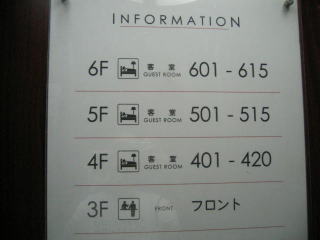 INFORMATION
6F 客室 GUEST ROOM 601 - 615
5F 客室 GUEST ROOM 501 - 515
4F 客室 GUEST ROOM 401 - 420
3F FRONT フロント